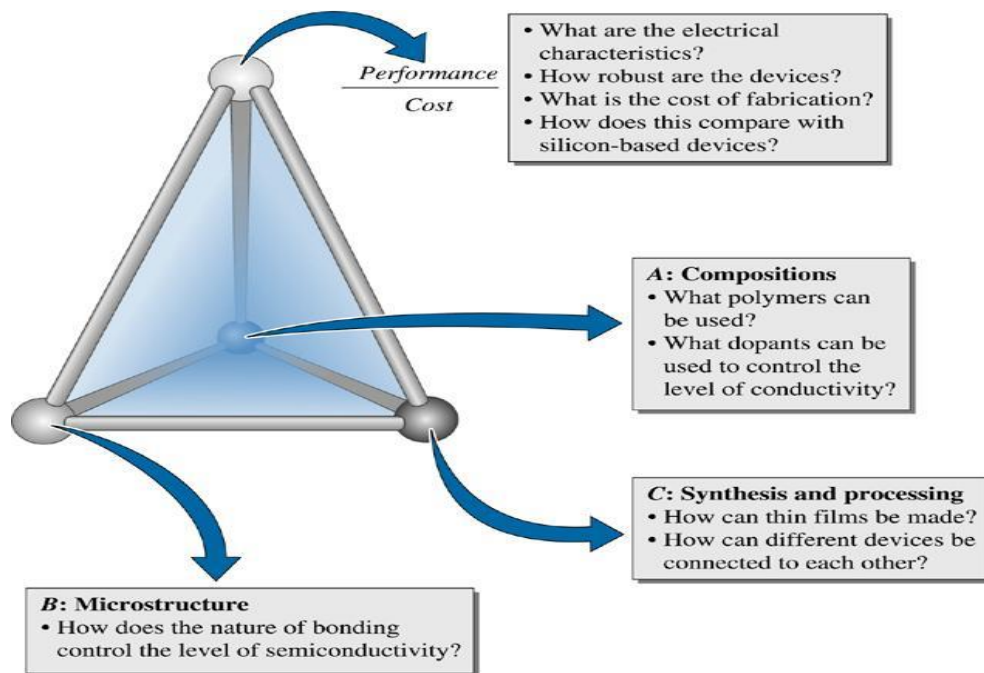 Performance
Cost
• What are the electrical
characteristics?
• How robust are the devices?
• What is the cost of fabrication?
• How does this compare with
silicon-based devices?
A: Compositions
• What polymers can
be used?
• What dopants can be
used to control the
level of conductivity?
C: Synthesis and processing
• How can thin films be made?
• How can different devices be
connected to each other?
B: Microstructure
• How does the nature of bonding
control the level of semiconductivity?